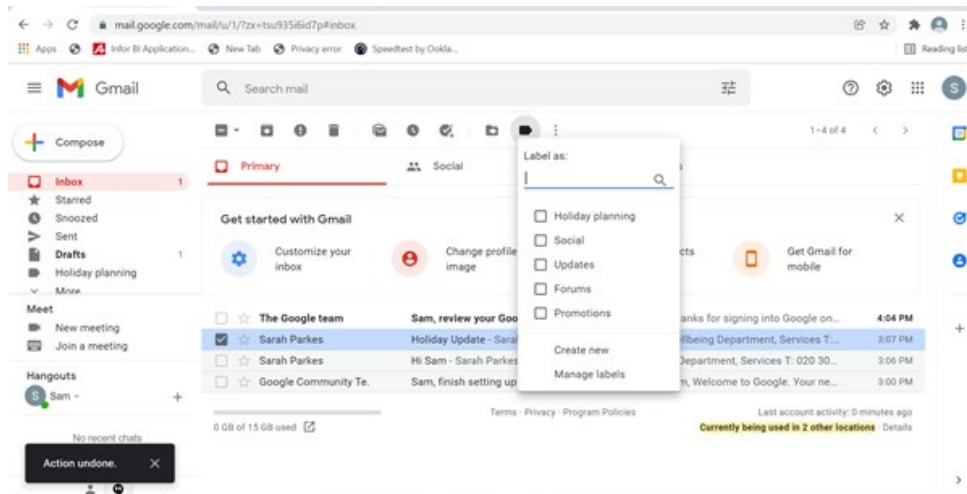 mail.google.com/mail/u/1/?zx=tsu935i6id7p#inbox
Apps Infor BI Application... New Tab Privacy error Speedtest by Ookla... Reading list
Gmail Search mail S
Compose 1–4 of 4
Label as:
Primary Social
Inbox 1
Starred
Snoozed
Sent
Drafts 1
Holiday planning
More
Get started with Gmail
Customize your inbox
Change profile image
Get Gmail for mobile
Holiday planning
Social
Updates
Forums
Promotions
Create new
Manage labels
The Google team Sam, review your Goo anks for signing into Google on... 4:04 PM
Sarah Parkes Holiday Update - Sara llbeing Department, Services T:... 3:07 PM
Sarah Parkes Hi Sam - Sarah Parkes Department, Services T: 020 30... 3:06 PM
Google Community Te. Sam, finish setting up m, Welcome to Google. Your ne... 3:00 PM
Meet
New meeting
Join a meeting
Hangouts
S Sam
No recent chats
0 GB of 15 GB used
Terms · Privacy · Program Policies
Last account activity: 0 minutes ago
Currently being used in 2 other locations · Details
Action undone.